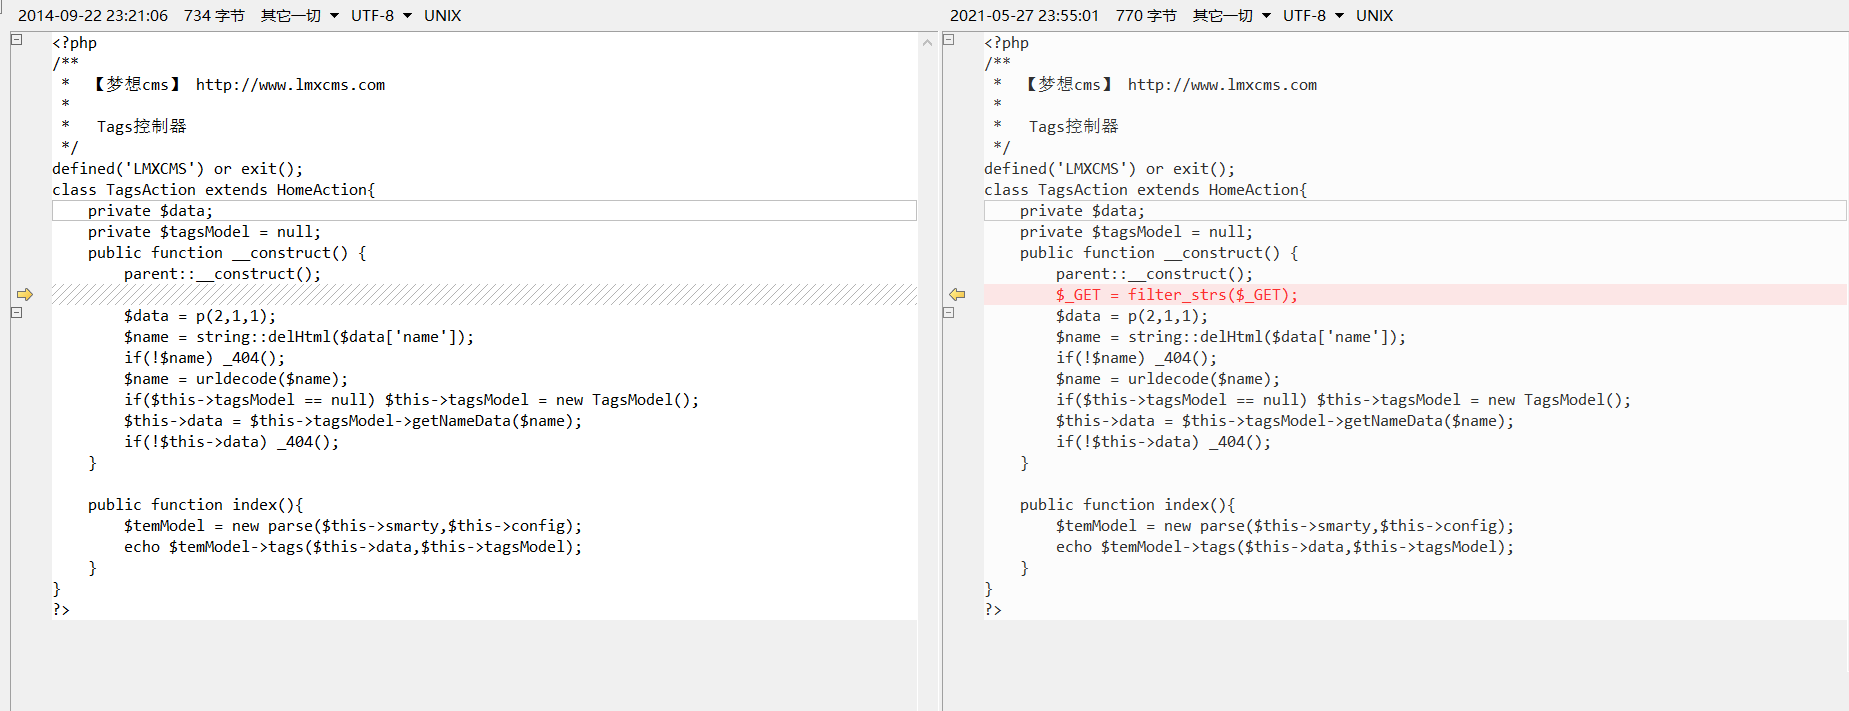 2014-09-22 23:21:06 734 字节 其它一切 UTF-8 UNIX
<?php
/**
 *  【梦想cms】 http://www.lmxcms.com
 *
 *   Tags控制器
 */
defined('LMXCMS') or exit();
class TagsAction extends HomeAction{
    private $data;
    private $tagsModel = null;
    public function __construct() {
        parent::__construct();
        $data = p(2,1,1);
        $name = string::delHtml($data['name']);
        if(!$name) _404();
        $name = urldecode($name);
        if($this->tagsModel == null) $this->tagsModel = new TagsModel();
        $this->data = $this->tagsModel->getNameData($name);
        if(!$this->data) _404();
    }
    public function index(){
        $temModel = new parse($this->smarty,$this->config);
        echo $temModel->tags($this->data,$this->tagsModel);
    }
}
?>
2021-05-27 23:55:01 770 字节 其它一切 UTF-8 UNIX
<?php
/**
 *  【梦想cms】 http://www.lmxcms.com
 *
 *   Tags控制器
 */
defined('LMXCMS') or exit();
class TagsAction extends HomeAction{
    private $data;
    private $tagsModel = null;
    public function __construct() {
        parent::__construct();
        $_GET = filter_strs($_GET);
        $data = p(2,1,1);
        $name = string::delHtml($data['name']);
        if(!$name) _404();
        $name = urldecode($name);
        if($this->tagsModel == null) $this->tagsModel = new TagsModel();
        $this->data = $this->tagsModel->getNameData($name);
        if(!$this->data) _404();
    }
    public function index(){
        $temModel = new parse($this->smarty,$this->config);
        echo $temModel->tags($this->data,$this->tagsModel);
    }
}
?>